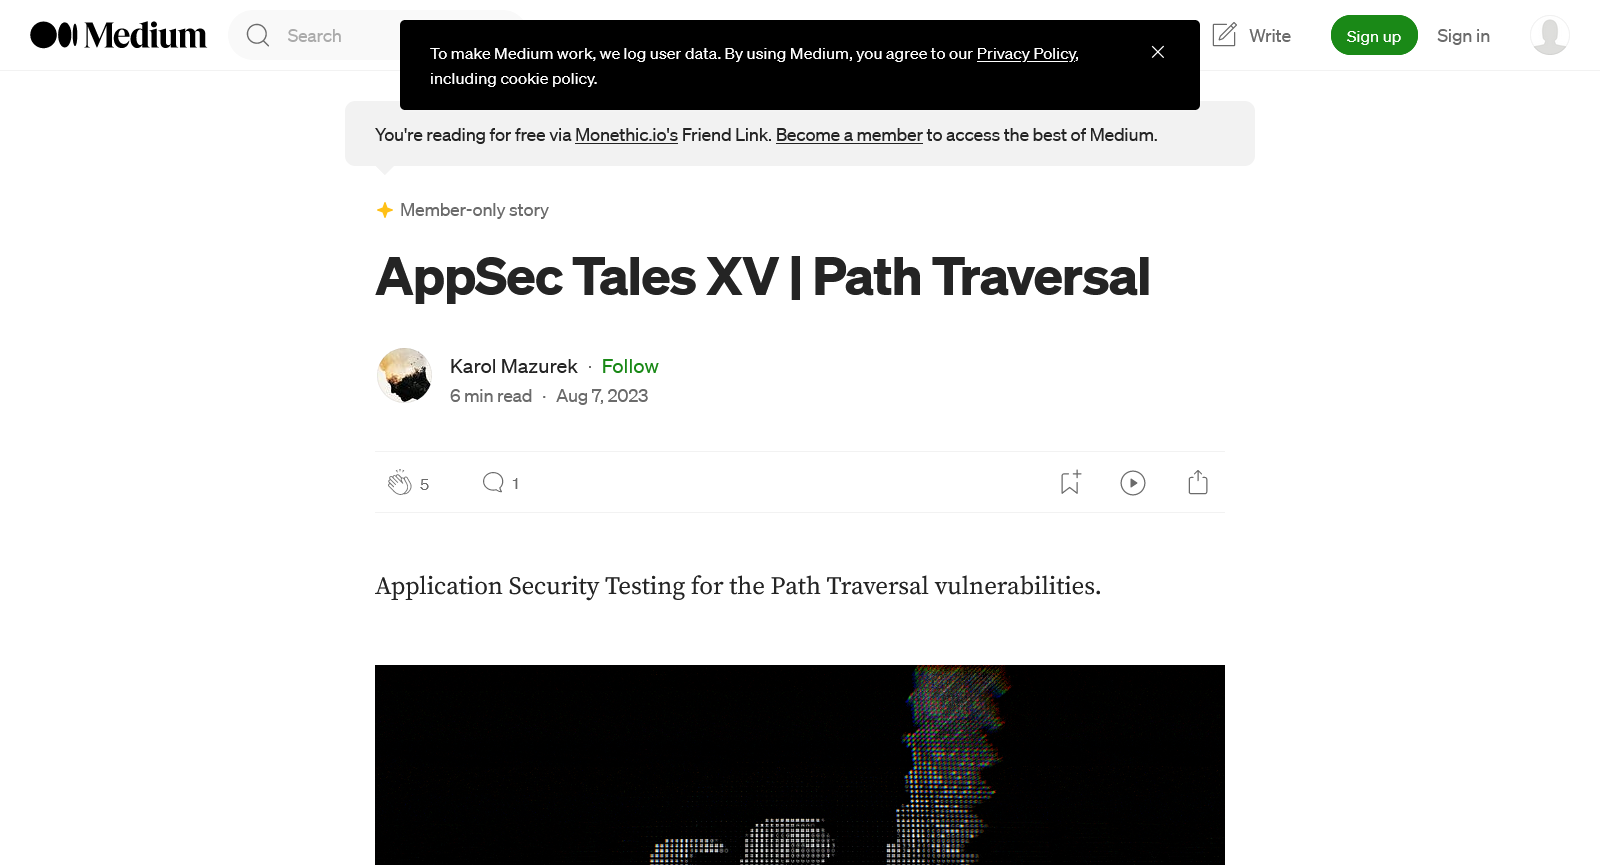 Medium
Search
To make Medium work, we log user data. By using Medium, you agree to our Privacy Policy,
including cookie policy.
Write
Sign up
Sign in
You're reading for free via Monethic.io's Friend Link. Become a member to access the best of Medium.
Member-only story
AppSec Tales XV | Path Traversal
Karol Mazurek · Follow
6 min read · Aug 7, 2023
5
1
Application Security Testing for the Path Traversal vulnerabilities.